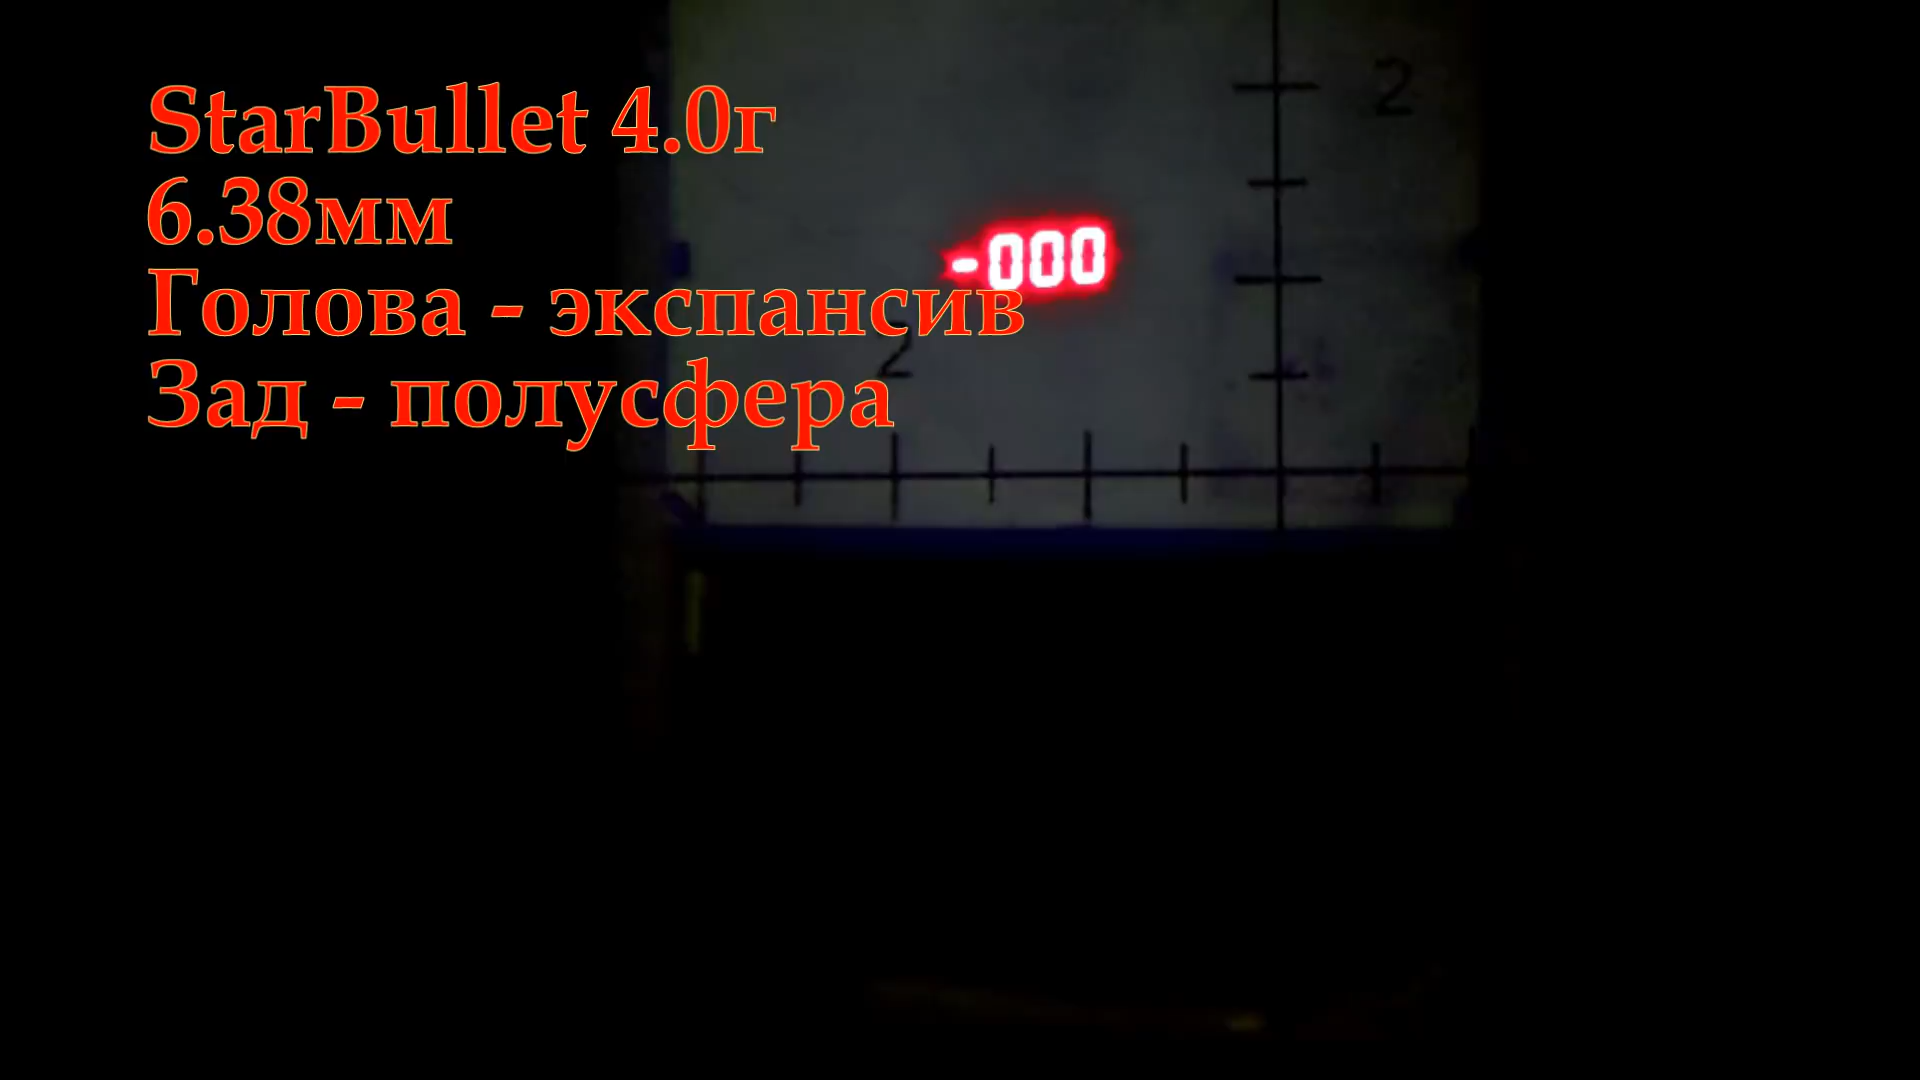 StarBullet 4.0г
6.38мм
Голова - экспансив
Зад - полусфера
-000
2
2